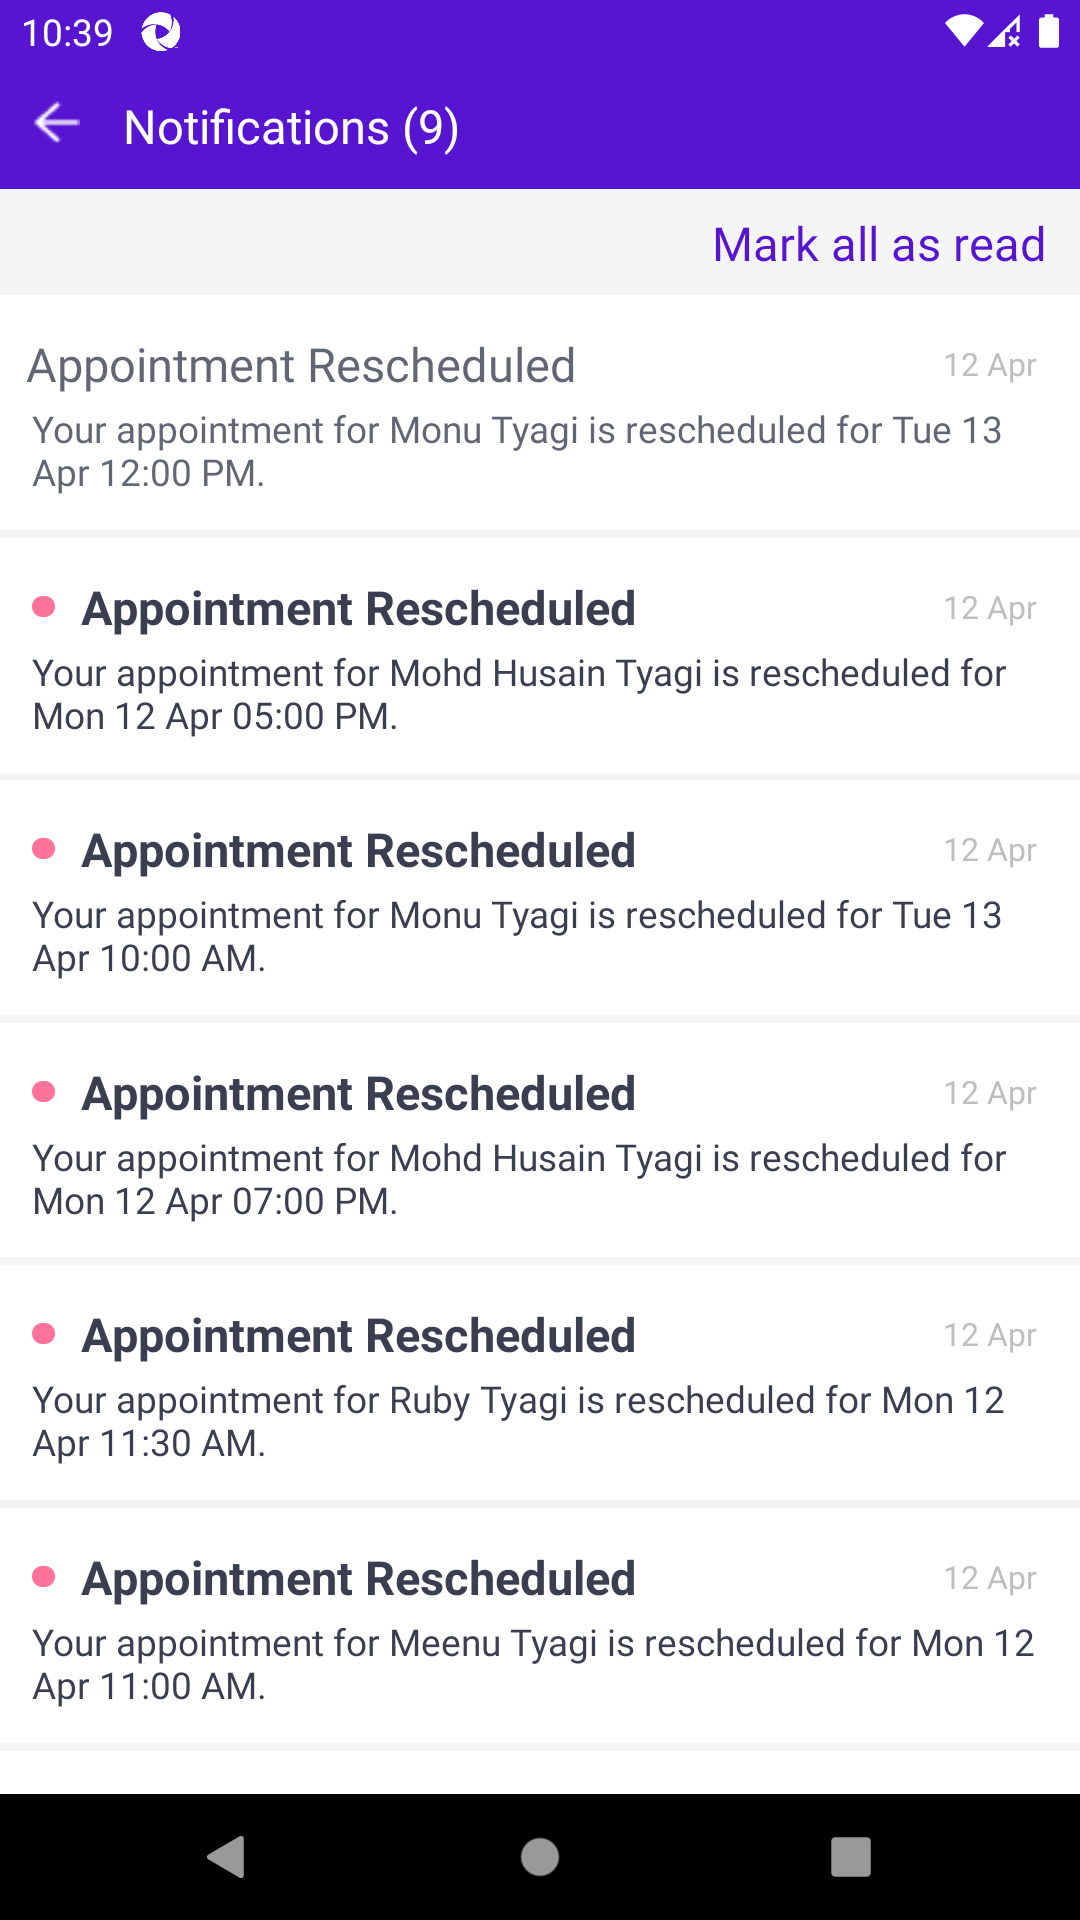 10:39
Notifications (9)
Mark all as read
Appointment Rescheduled 12 Apr
Your appointment for Monu Tyagi is rescheduled for Tue 13
Apr 12:00 PM.
Appointment Rescheduled 12 Apr
Your appointment for Mohd Husain Tyagi is rescheduled for
Mon 12 Apr 05:00 PM.
Appointment Rescheduled 12 Apr
Your appointment for Monu Tyagi is rescheduled for Tue 13
Apr 10:00 AM.
Appointment Rescheduled 12 Apr
Your appointment for Mohd Husain Tyagi is rescheduled for
Mon 12 Apr 07:00 PM.
Appointment Rescheduled 12 Apr
Your appointment for Ruby Tyagi is rescheduled for Mon 12
Apr 11:30 AM.
Appointment Rescheduled 12 Apr
Your appointment for Meenu Tyagi is rescheduled for Mon 12
Apr 11:00 AM.